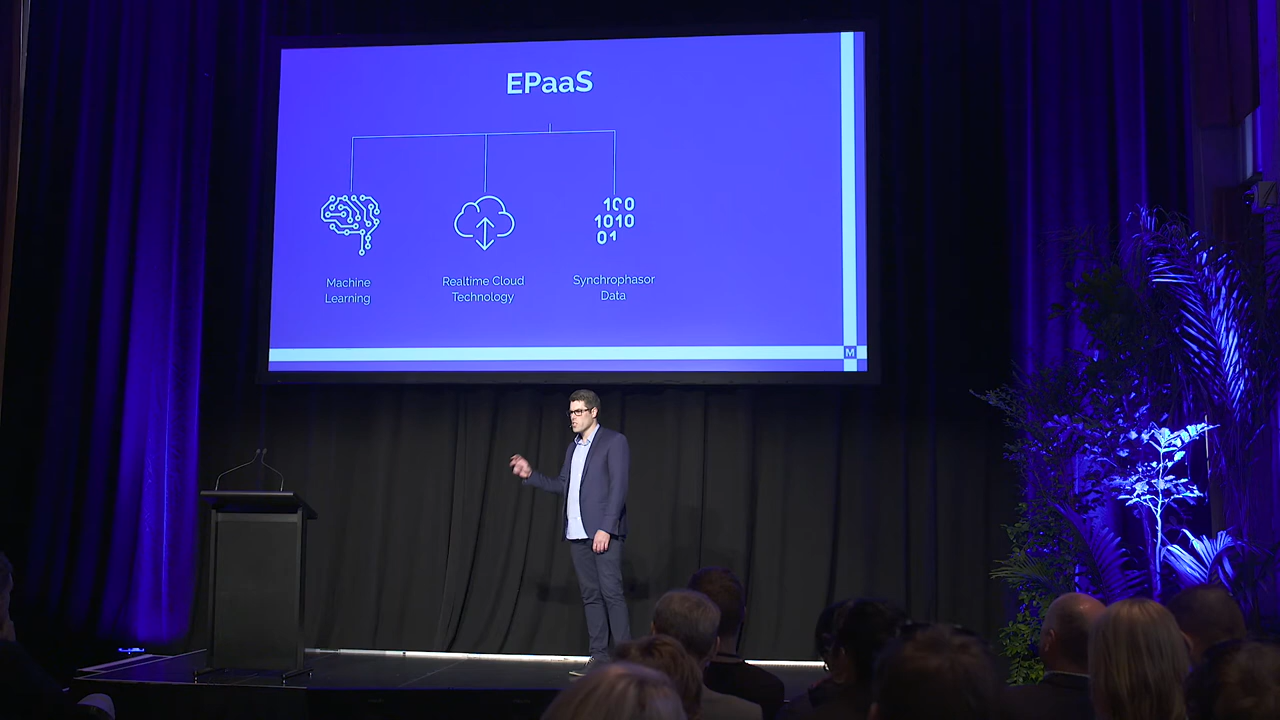 EPaaS
100
1010
01
Machine
Learning
Realtime Cloud
Technology
Synchrophasor
Data
M